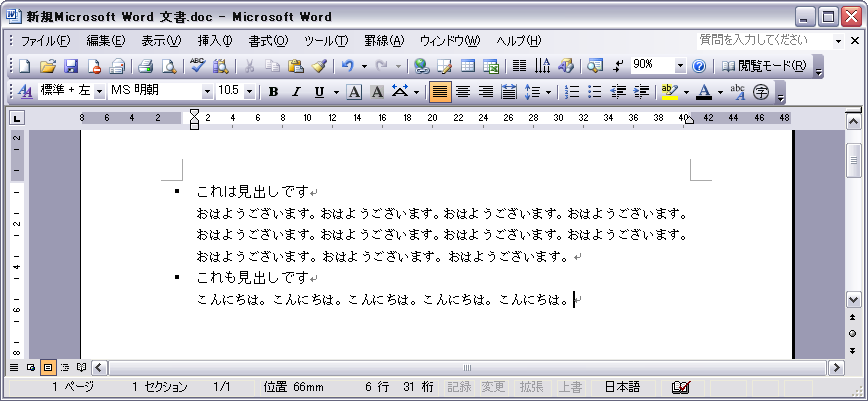 新規Microsoft Word 文書.doc - Microsoft Word
ファイル(F) 編集(E) 表示(V) 挿入(I) 書式(O) ツール(T) 罫線(A) ウィンドウ(W) ヘルプ(H) 質問を入力してください
90% 閲覧モード(R)
標準 + 左 MS 明朝 10.5 B I U A A A ab A abc 字
8 6 4 2 2 4 6 8 10 12 14 16 18 20 22 24 26 28 30 32 34 36 38 40 42 44 46 48
▪ これは見出しです
おはようございます。おはようございます。おはようございます。おはようございます。
おはようございます。おはようございます。おはようございます。おはようございます。
おはようございます。おはようございます。おはようございます。
▪ これも見出しです
こんにちは。こんにちは。こんにちは。こんにちは。こんにちは。
1 ページ 1 セクション 1/1 位置 66mm 6 行 31 桁 記録 変更 拡張 上書 日本語